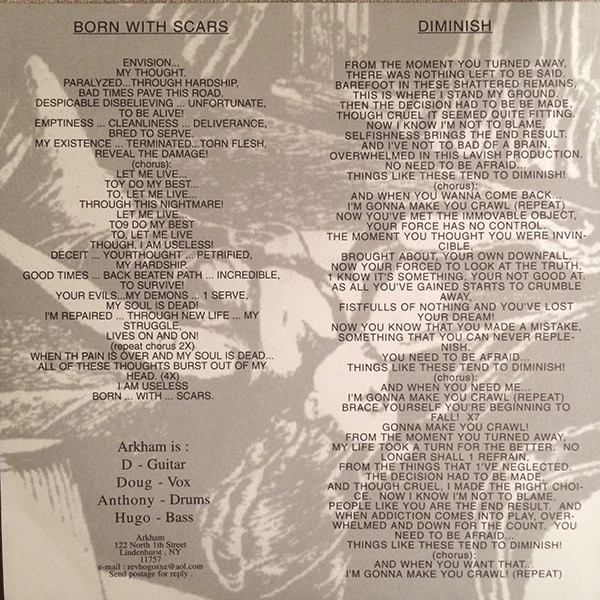 BORN WITH SCARS
ENVISION...
MY THOUGHT.
PARALYZED...THROUGH HARDSHIP,
BAD TIMES PAVE THIS ROAD.
DESPICABLE DISBELIEVING ... UNFORTUNATE,
TO BE ALIVE!
EMPTINESS ... CLEANLINESS ... DELIVERANCE,
BRED TO SERVE.
MY EXISTENCE ... TERMINATED...TORN FLESH,
REVEAL THE DAMAGE!
(chorus):
LET ME LIVE...
TOY DO MY BEST...
TO, LET ME LIVE...
THROUGH THIS NIGHTMARE!
LET ME LIVE...
TO9 DO MY BEST
TO, LET ME LIVE
THOUGH, I AM USELESS!
DECEIT ... YOURTHOUGHT ... PETRIFIED,
MY HARDSHIP.
GOOD TIMES ... BACK BEATEN PATH ... INCREDIBLE,
TO SURVIVE!
YOUR EVILS...MY DEMONS ... 1 SERVE,
MY SOUL IS DEAD!
I'M REPAIRED ... THROUGH NEW LIFE ... MY
STRUGGLE,
LIVES ON AND ON!
(repeat chorus 2X)
WHEN TH PAIN IS OVER AND MY SOUL IS DEAD...
ALL OF THESE THOUGHTS BURST OUT OF MY
HEAD. (4X)
I AM USELESS
BORN ... WITH ... SCARS.
Arkham is :
D - Guitar
Doug - Vox
Anthony - Drums
Hugo - Bass
Arkham
122 North 1th Street
Lindenhurst , NY
11757
e-mail : revbogosxe@aol.com
Send postage for reply .
DIMINISH
FROM THE MOMENT YOU TURNED AWAY,
THERE WAS NOTHING LEFT TO BE SAID.
BAREFOOT IN THESE SHATTERED REMAINS,
THIS IS WHERE I STAND MY GROUND.
THEN THE DECISION HAD TO BE BE MADE,
THOUGH CRUEL IT SEEMED QUITE FITTING.
NOW I KNOW I'M NOT TO BLAME,
SELFISHNESS BRINGS THE END RESULT.
AND I'VE NOT TO BAD OF A BRAIN,
OVERWHELMED IN THIS LAVISH PRODUCTION.
NO NEED TO BE AFRAID...
THINGS LIKE THESE TEND TO DIMINISH!
(chorus):
AND WHEN YOU WANNA COME BACK ...
I'M GONNA MAKE YOU CRAWL (REPEAT)
NOW YOU'VE MET THE IMMOVABLE OBJECT,
YOUR FORCE HAS NO CONTROL.
THE MOMENT YOU THOUGHT YOU WERE INVIN-
CIBLE,
BROUGHT ABOUT, YOUR OWN DOWNFALL.
NOW YOUR FORCED TO LOOK AT THE TRUTH,
I KNOW IT'S SOMETHING, YOUR NOT GOOD AT.
AS ALL YOU'VE GAINED STARTS TO CRUMBLE
AWAY,
FISTFULLS OF NOTHING AND YOU'VE LOST
YOUR DREAM!
NOW YOU KNOW THAT YOU MADE A MISTAKE,
SOMETHING THAT YOU CAN NEVER REPLE-
NISH.
YOU NEED TO BE AFRAID...
THINGS LIKE THESE TEND TO DIMINISH!
(chorus):
AND WHEN YOU NEED ME...
I'M GONNA MAKE YOU CRAWL (REPEAT)
BRACE YOURSELF YOU'RE BEGINNING TO
FALL! X7
GONNA MAKE YOU CRAWL!
FROM THE MOMENT YOU TURNED AWAY,
MY LIFE TOOK A TURN FOR THE BETTER. NO
LONGER SHALL 1 REFRAIN,
FROM THE THINGS THAT 1'VE NEGLECTED.
THE DECISION HAD TO BE MADE,
AND THOUGH CRUEL, I MADE THE RIGHT CHOI-
CE. NOW I KNOW I'M NOT TO BLAME,
PEOPLE LIKE YOU ARE THE END RESULT. AND
WHEN ADDICTION COMES INTO PLAY, OVER-
WHELMED AND DOWN FOR THE COUNT. YOU
NEED TO BE AFRAID...
THINGS LIKE THESE TEND TO DIMINISH!
(chorus):
AND WHEN YOU WANT THAT...
I'M GONNA MAKE YOU CRAWL! (REPEAT)